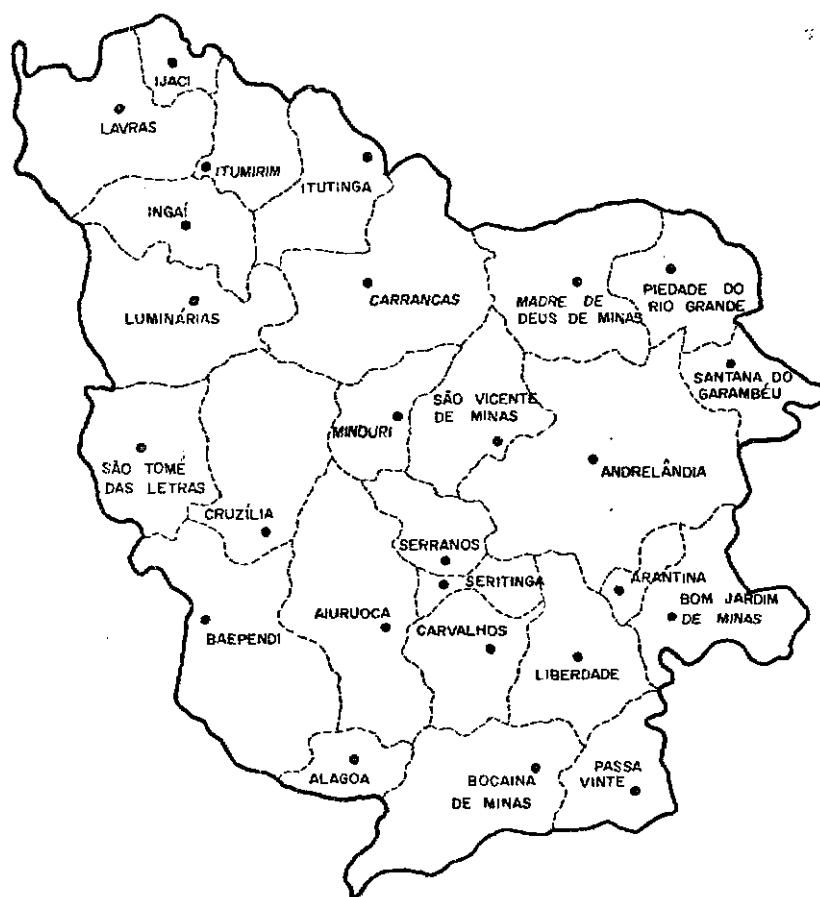 IJACI
LAVRAS
ITUMIRIM
ITUTINGA
INGAÍ
CARRANCAS
MADRE DE
DEUS DE MINAS
PIEDADE DO
RIO GRANDE
LUMINÁRIAS
SANTANA DO
GARAMBÉU
SÃO VICENTE
DE MINAS
MINDURI
SÃO TOMÉ
DAS LETRAS
ANDRELÂNDIA
CRUZÍLIA
SERRANOS
SERITINGA
ARANTINA
BOM JARDIM
DE MINAS
AIURUOCA
CARVALHOS
BAEPENDI
LIBERDADE
ALAGOA
BOCAINA
DE MINAS
PASSA
VINTE